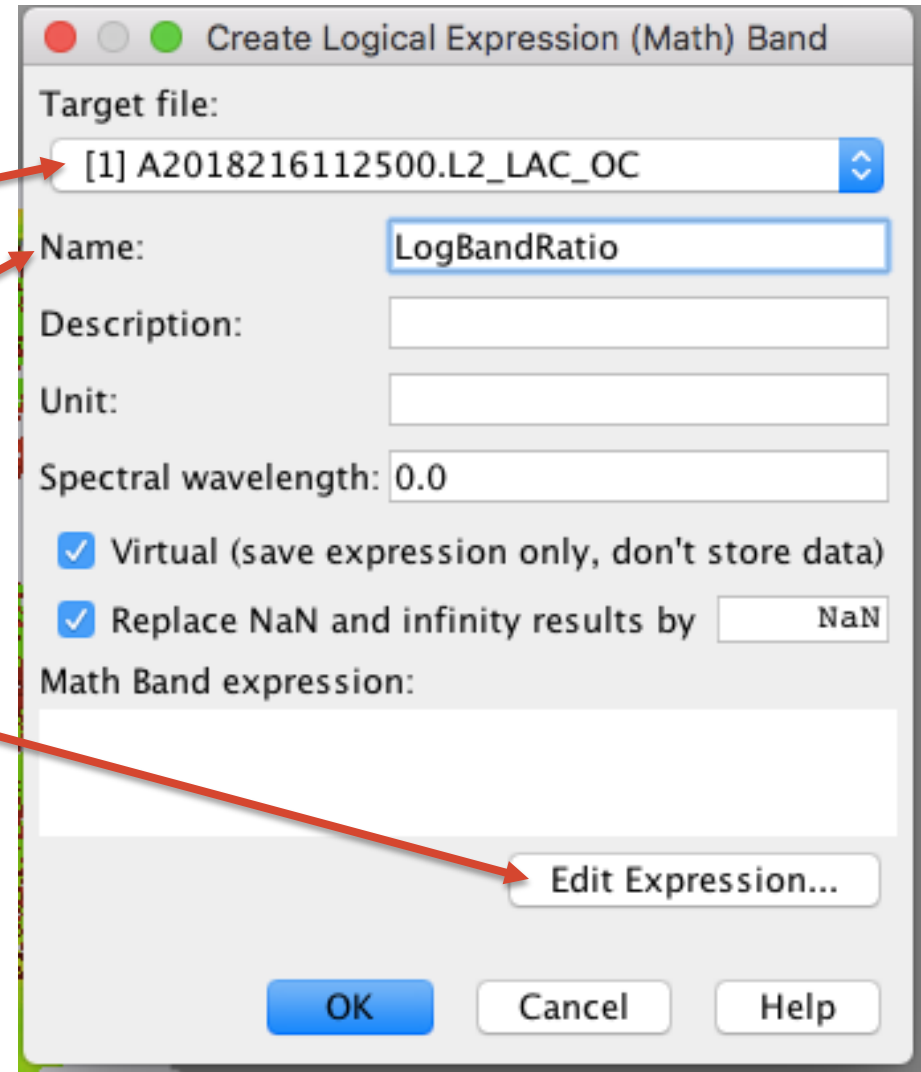 Create Logical Expression (Math) Band
Target file:
[1] A2018216112500.L2_LAC_OC
Name: LogBandRatio
Description:
Unit:
Spectral wavelength: 0.0
Virtual (save expression only, don't store data)
Replace NaN and infinity results by NaN
Math Band expression:
Edit Expression...
OK Cancel Help